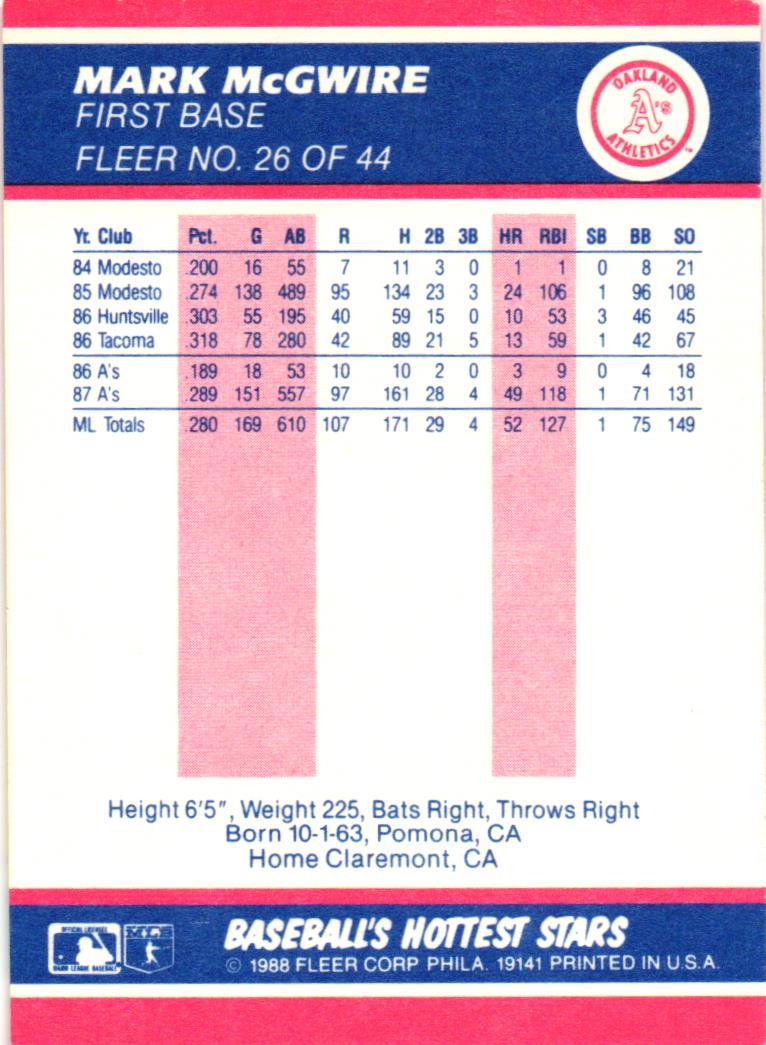 MARK McGWIRE
FIRST BASE
FLEER NO. 26 OF 44
OAKLAND
A's
ATHLETICS
Yr. Club Pct. G AB R H 2B 3B HR RBI SB BB SO
84 Modesto .200 16 55 7 11 3 0 1 1 0 8 21
85 Modesto .274 138 489 95 134 23 3 24 106 1 96 108
86 Huntsville .303 55 195 40 59 15 0 10 53 3 46 45
86 Tacoma .318 78 280 42 89 21 5 13 59 1 42 67
86 A's .189 18 53 10 10 2 0 3 9 0 4 18
87 A's .289 151 557 97 161 28 4 49 118 1 71 131
ML Totals .280 169 610 107 171 29 4 52 127 1 75 149
Height 6'5", Weight 225, Bats Right, Throws Right
Born 10-1-63, Pomona, CA
Home Claremont, CA
OFFICIAL LICENSEE
MAJOR LEAGUE BASEBALL
BASEBALL'S HOTTEST STARS
© 1988 FLEER CORP PHILA. 19141 PRINTED IN U.S.A.